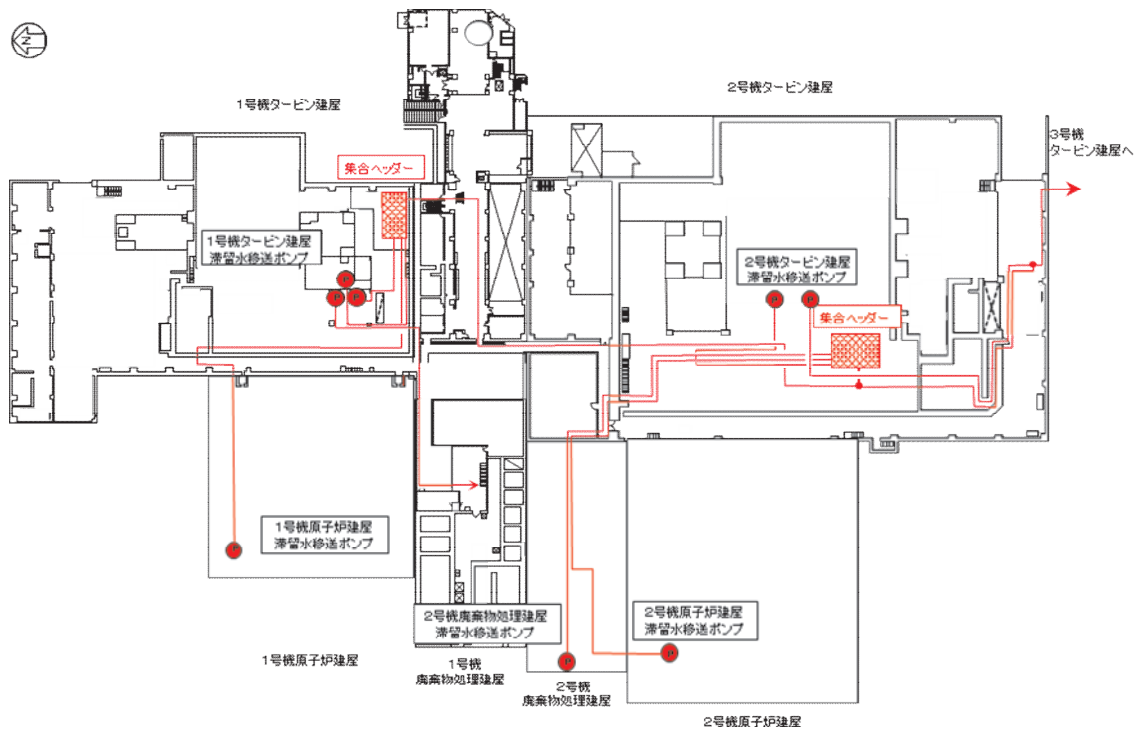 N
1号機タービン建屋
2号機タービン建屋
3号機
タービン建屋へ
集合ヘッダー
1号機タービン建屋
滞留水移送ポンプ
2号機タービン建屋
滞留水移送ポンプ
集合ヘッダー
P
P
P
P
P
1号機原子炉建屋
滞留水移送ポンプ
P
2号機廃棄物処理建屋
滞留水移送ポンプ
2号機原子炉建屋
滞留水移送ポンプ
P
P
1号機原子炉建屋
1号機
廃棄物処理建屋
2号機
廃棄物処理建屋
2号機原子炉建屋